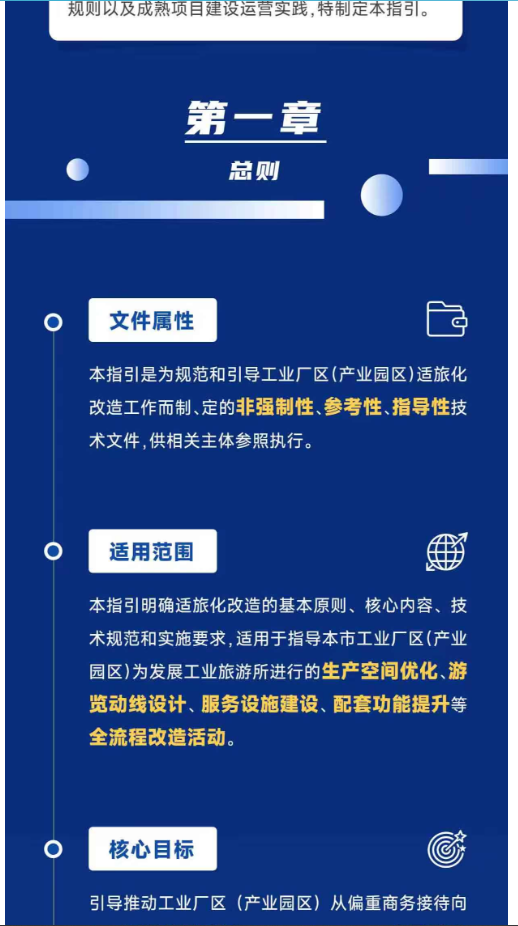 规则以及成熟项目建设运营实践,特制定本指引。
第一章
总则
文件属性
本指引是为规范和引导工业厂区(产业园区)适旅化
改造工作而制、定的非强制性、参考性、指导性技
术文件,供相关主体参照执行。
适用范围
本指引明确适旅化改造的基本原则、核心内容、技
术规范和实施要求,适用于指导本市工业厂区(产业
园区)为发展工业旅游所进行的生产空间优化、游
览动线设计、服务设施建设、配套功能提升等
全流程改造活动。
核心目标
引导推动工业厂区（产业园区）从偏重商务接待向